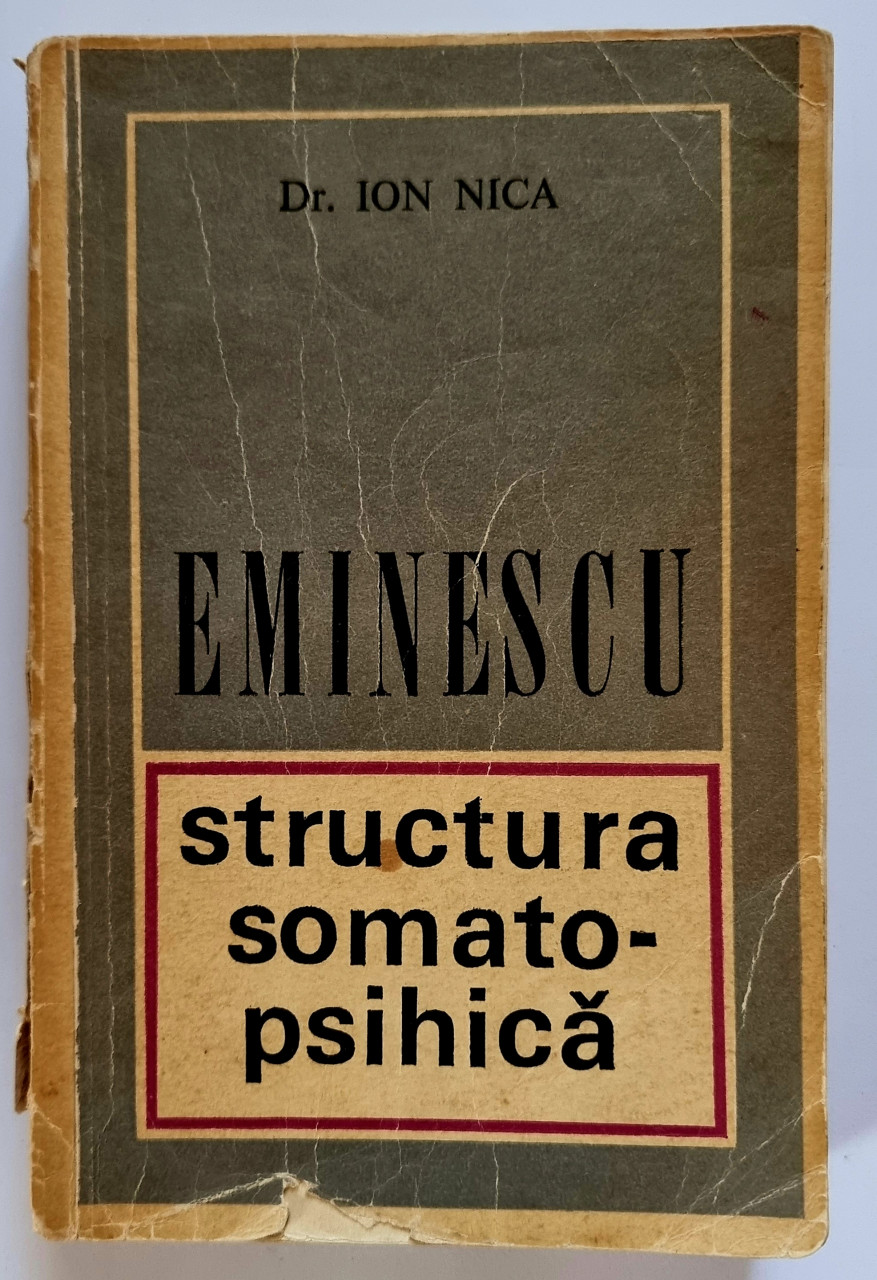 Dr. ION NICA
EMINESCU
structura
somato-
psihică